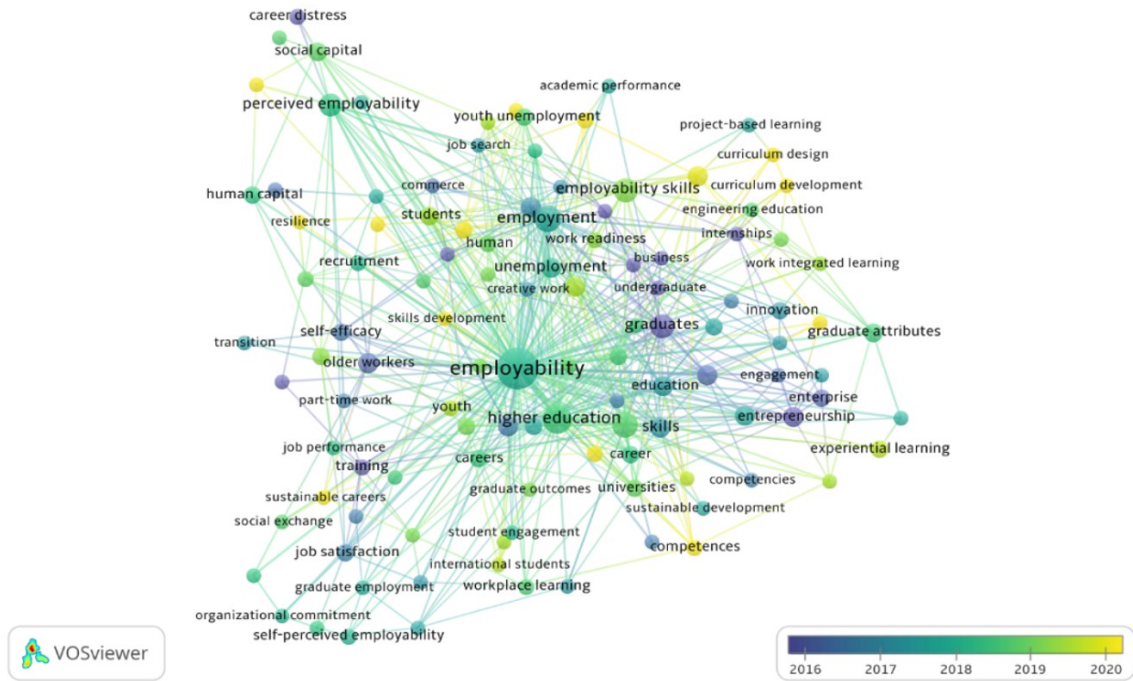 career distress
social capital
perceived employability
academic performance
youth unemployment
project-based learning
job search
curriculum design
human capital
commerce
employability skills
curriculum development
resilience
students
employment
engineering education
human
work readiness
internships
recruitment
unemployment
business
work integrated learning
creative work
undergraduate
skills development
graduates
innovation
transition
self-efficacy
graduate attributes
older workers
employability
education
engagement
part-time work
youth
enterprise
higher education
skills
entrepreneurship
job performance
careers
career
experiential learning
training
graduate outcomes
universities
competencies
sustainable careers
sustainable development
social exchange
student engagement
job satisfaction
competences
international students
graduate employment
workplace learning
organizational commitment
self-perceived employability
VOSviewer
2016 2017 2018 2019 2020